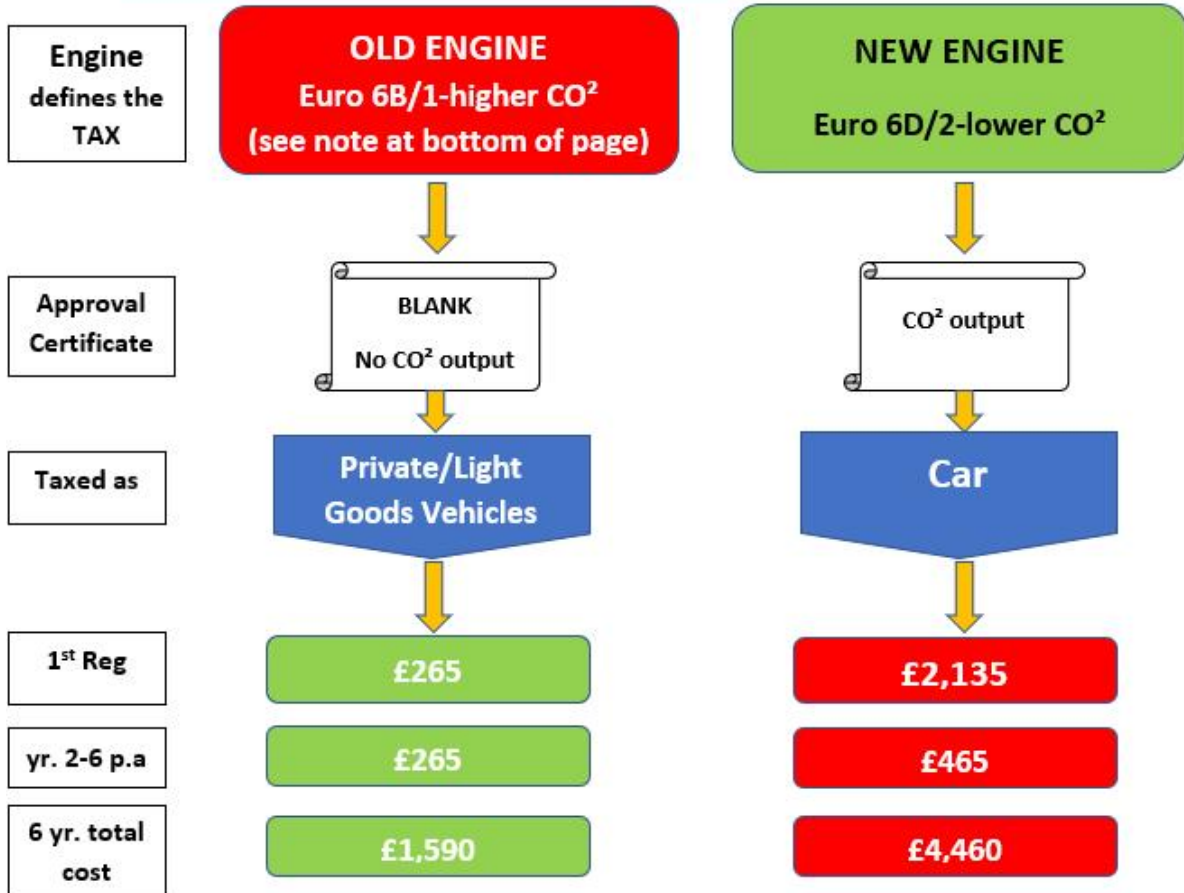 Engine
defines the
TAX
OLD ENGINE
Euro 6B/1-higher CO²
(see note at bottom of page)
NEW ENGINE
Euro 6D/2-lower CO²
Approval
Certificate
BLANK
No CO² output
CO² output
Taxed as
Private/Light
Goods Vehicles
Car
1st Reg
£265
£2,135
yr. 2-6 p.a
£265
£465
6 yr. total
cost
£1,590
£4,460